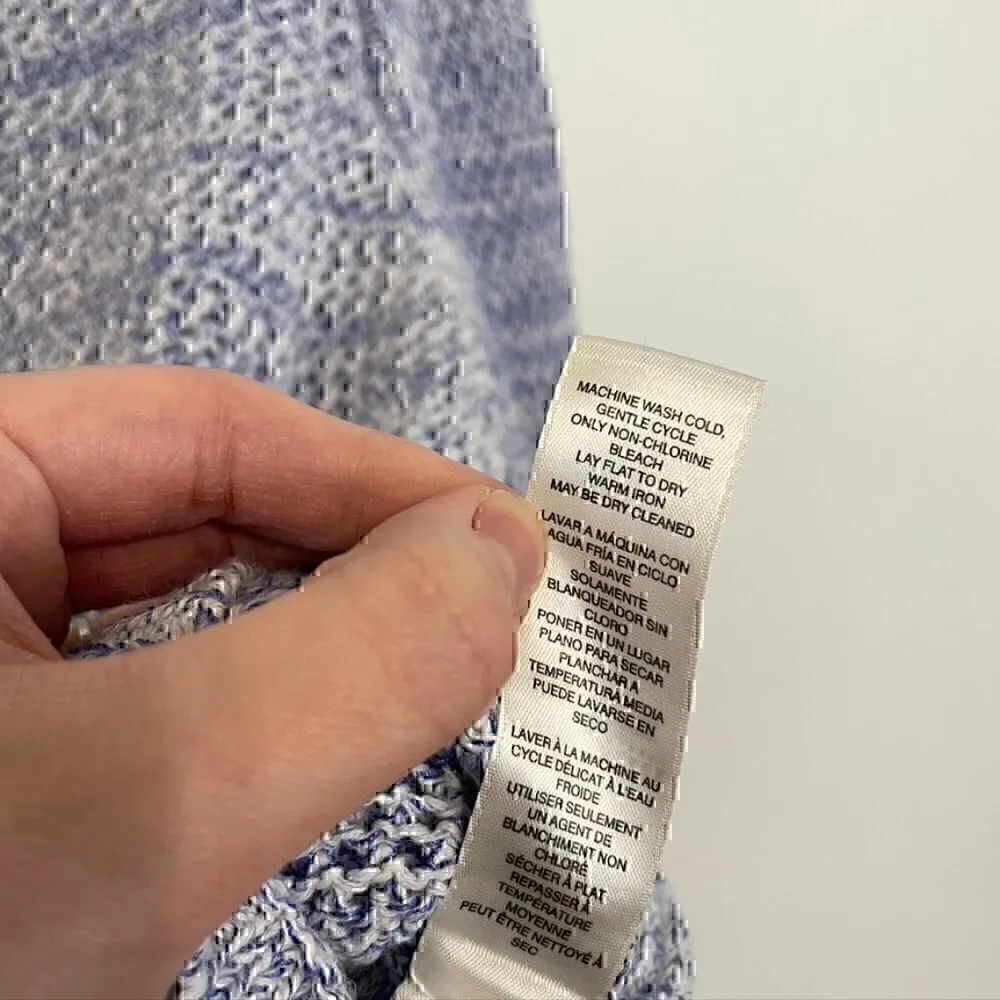 MACHINE WASH COLD,
GENTLE CYCLE
ONLY NON-CHLORINE
BLEACH
LAY FLAT TO DRY
WARM IRON
MAY BE DRY CLEANED
LAVAR A MÁQUINA CON
AGUA FRÍA EN CICLO
SUAVE
SOLAMENTE
BLANQUEADOR SIN
CLORO
PONER EN UN LUGAR
PLANO PARA SECAR
PLANCHAR A
TEMPERATURA MEDIA
PUEDE LAVARSE EN
SECO
LAVER À LA MACHINE AU
CYCLE DÉLICAT À L'EAU
FROIDE
UTILISER SEULEMENT
UN AGENT DE
BLANCHIMENT NON
CHLORÉ
SÉCHER À PLAT
REPASSER À
TEMPÉRATURE
MOYENNE
PEUT ÊTRE NETTOYÉ À
SEC